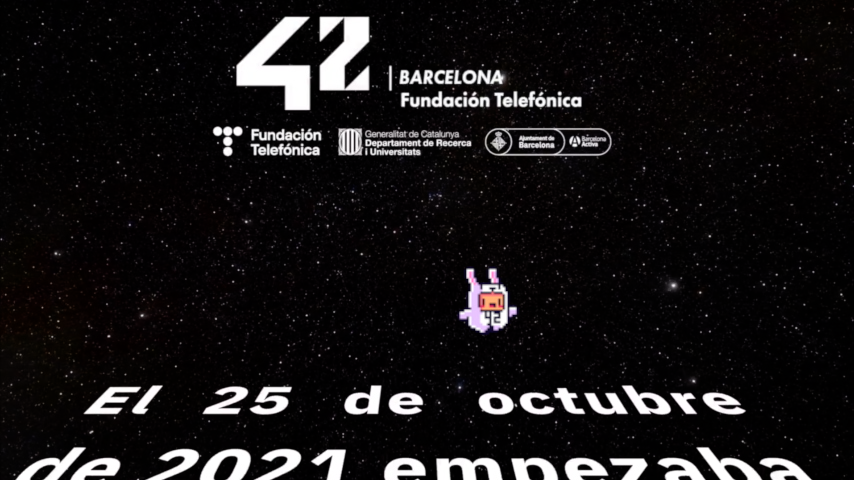 42
BARCELONA
Fundación Telefónica
Fundación
Telefónica
Generalitat de Catalunya
Departament de Recerca
i Universitats
Ajuntament de
Barcelona
Barcelona
Activa
42
El 25 de octubre
de 2021 empezaba